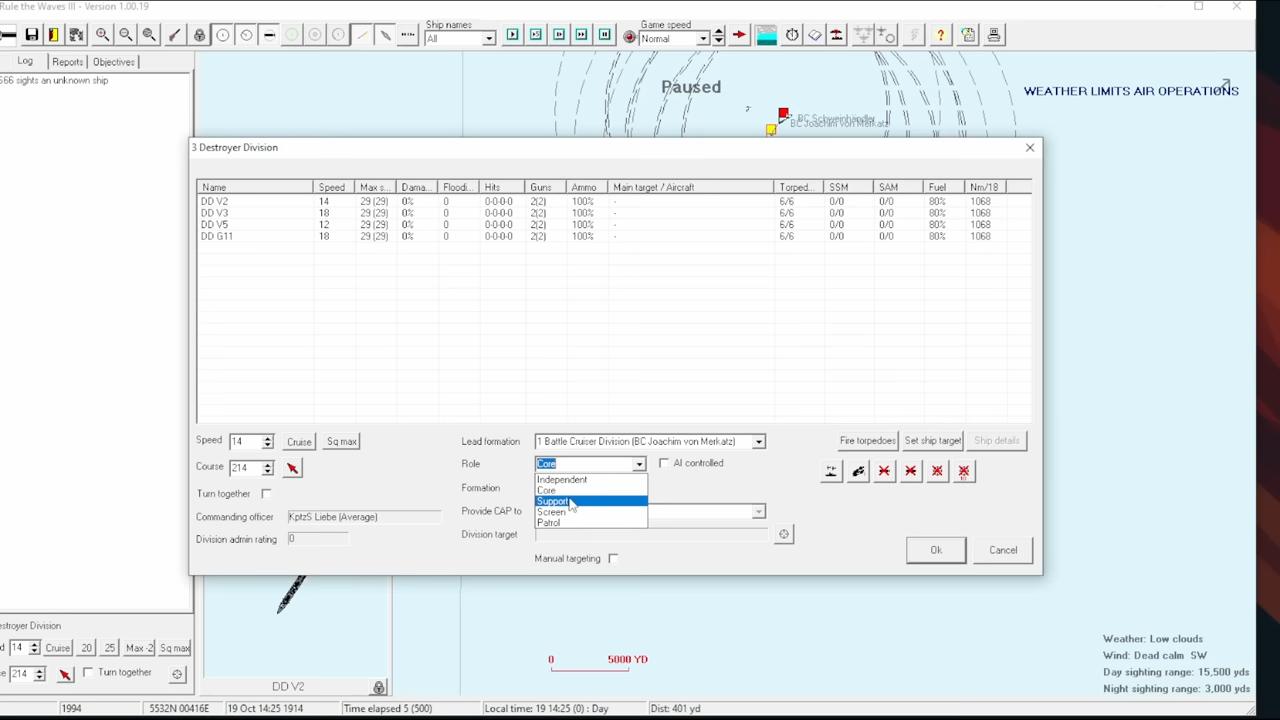 Rule the Waves III - Version 1.00.19
Ship names
Game speed
All
Normal
Log
Reports
Objectives
666 sights an unknown ship
Paused
WEATHER LIMITS AIR OPERATIONS
BC Schweinhändler
BC Joachim von Merkatz
3 Destroyer Division
Name Speed Max s... Dama... Floodi... Hits Guns Ammo Main target / Aircraft Torped... SSM SAM Fuel Nm/18
DD V2 14 29 (29) 0% 0 0-0-0-0 2(2) 100% - 6/6 0/0 0/0 80% 1068
DD V3 18 29 (29) 0% 0 0-0-0-0 2(2) 100% - 6/6 0/0 0/0 80% 1068
DD V5 12 29 (29) 0% 0 0-0-0-0 2(2) 100% - 6/6 0/0 0/0 80% 1068
DD G11 18 29 (29) 0% 0 0-0-0-0 2(2) 100% - 6/6 0/0 0/0 80% 1068
Speed 14 Cruise Sq max
Lead formation 1 Battle Cruiser Division (BC Joachim von Merkatz)
Fire torpedoes Set ship target Ship details
Course 214
Role Core AI controlled
Independent
Core
Support
Screen
Patrol
Turn together
Formation
Commanding officer KptzS Liebe (Average)
Provide CAP to
Division admin rating 0
Division target
Manual targeting
Ok Cancel
estroyer Division
d 14 Cruise 20 25 Max -2 Sq max
e 214 Turn together
DD V2
0 5000 YD
Weather: Low clouds
Wind: Dead calm SW
Day sighting range: 15,500 yds
Night sighting range: 3,000 yds
1994 5532N 00416E 19 Oct 14:25 Time elapsed 5 (500) Local time: 19 14:25 (0) : Day Dist: 401 yd